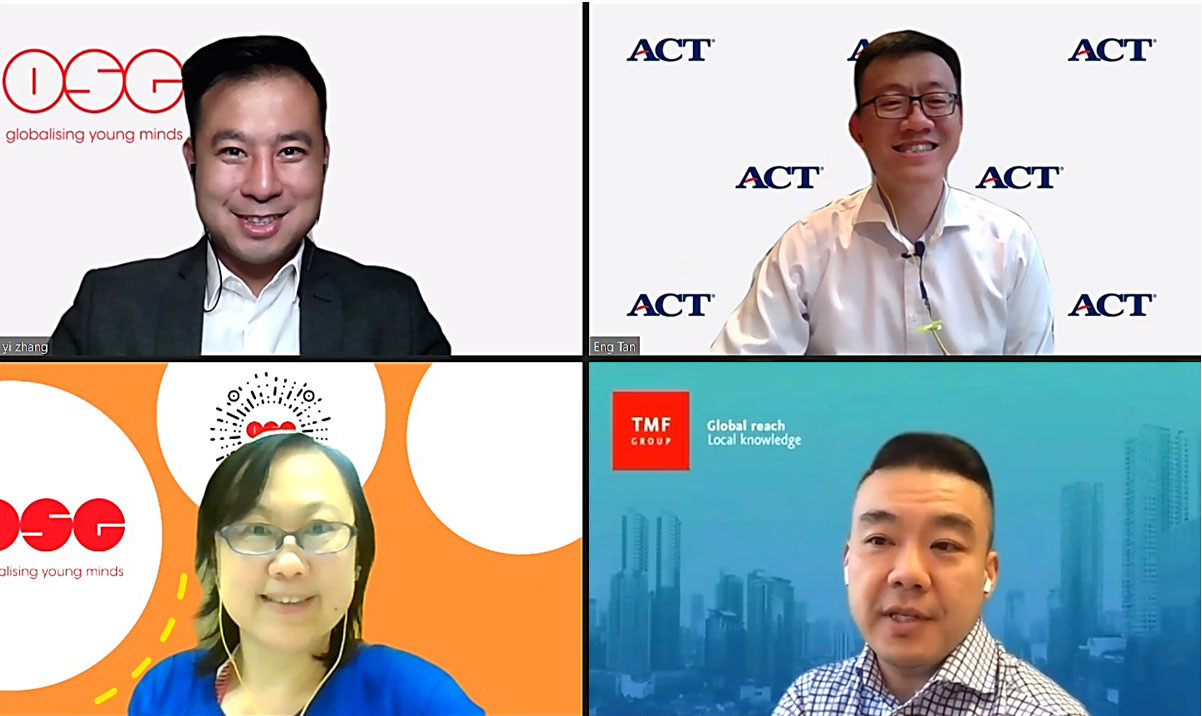 OSG
globalising young minds
yi zhang
ACT
ACT
ACT
ACT
ACT
ACT
Eng Tan
OSG
OSG
alising young minds
TMF
GROUP
Global reach
Local knowledge